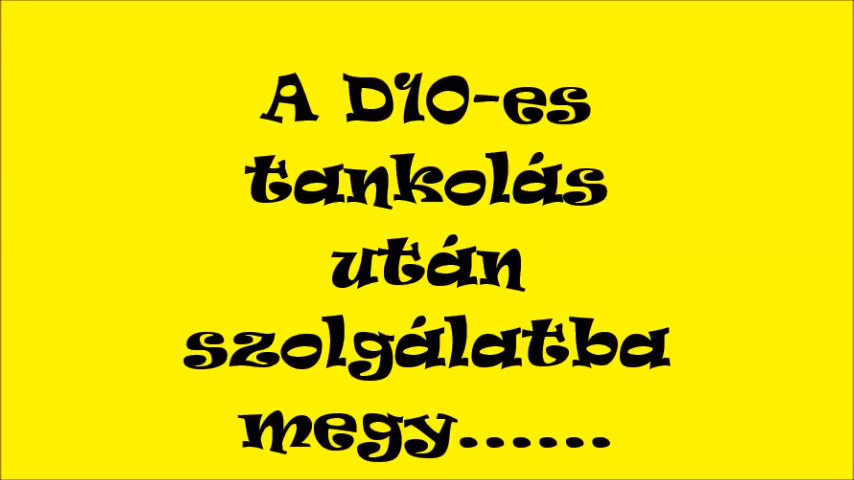 A D10-es
tankolás
után
szolgálatba
megy......